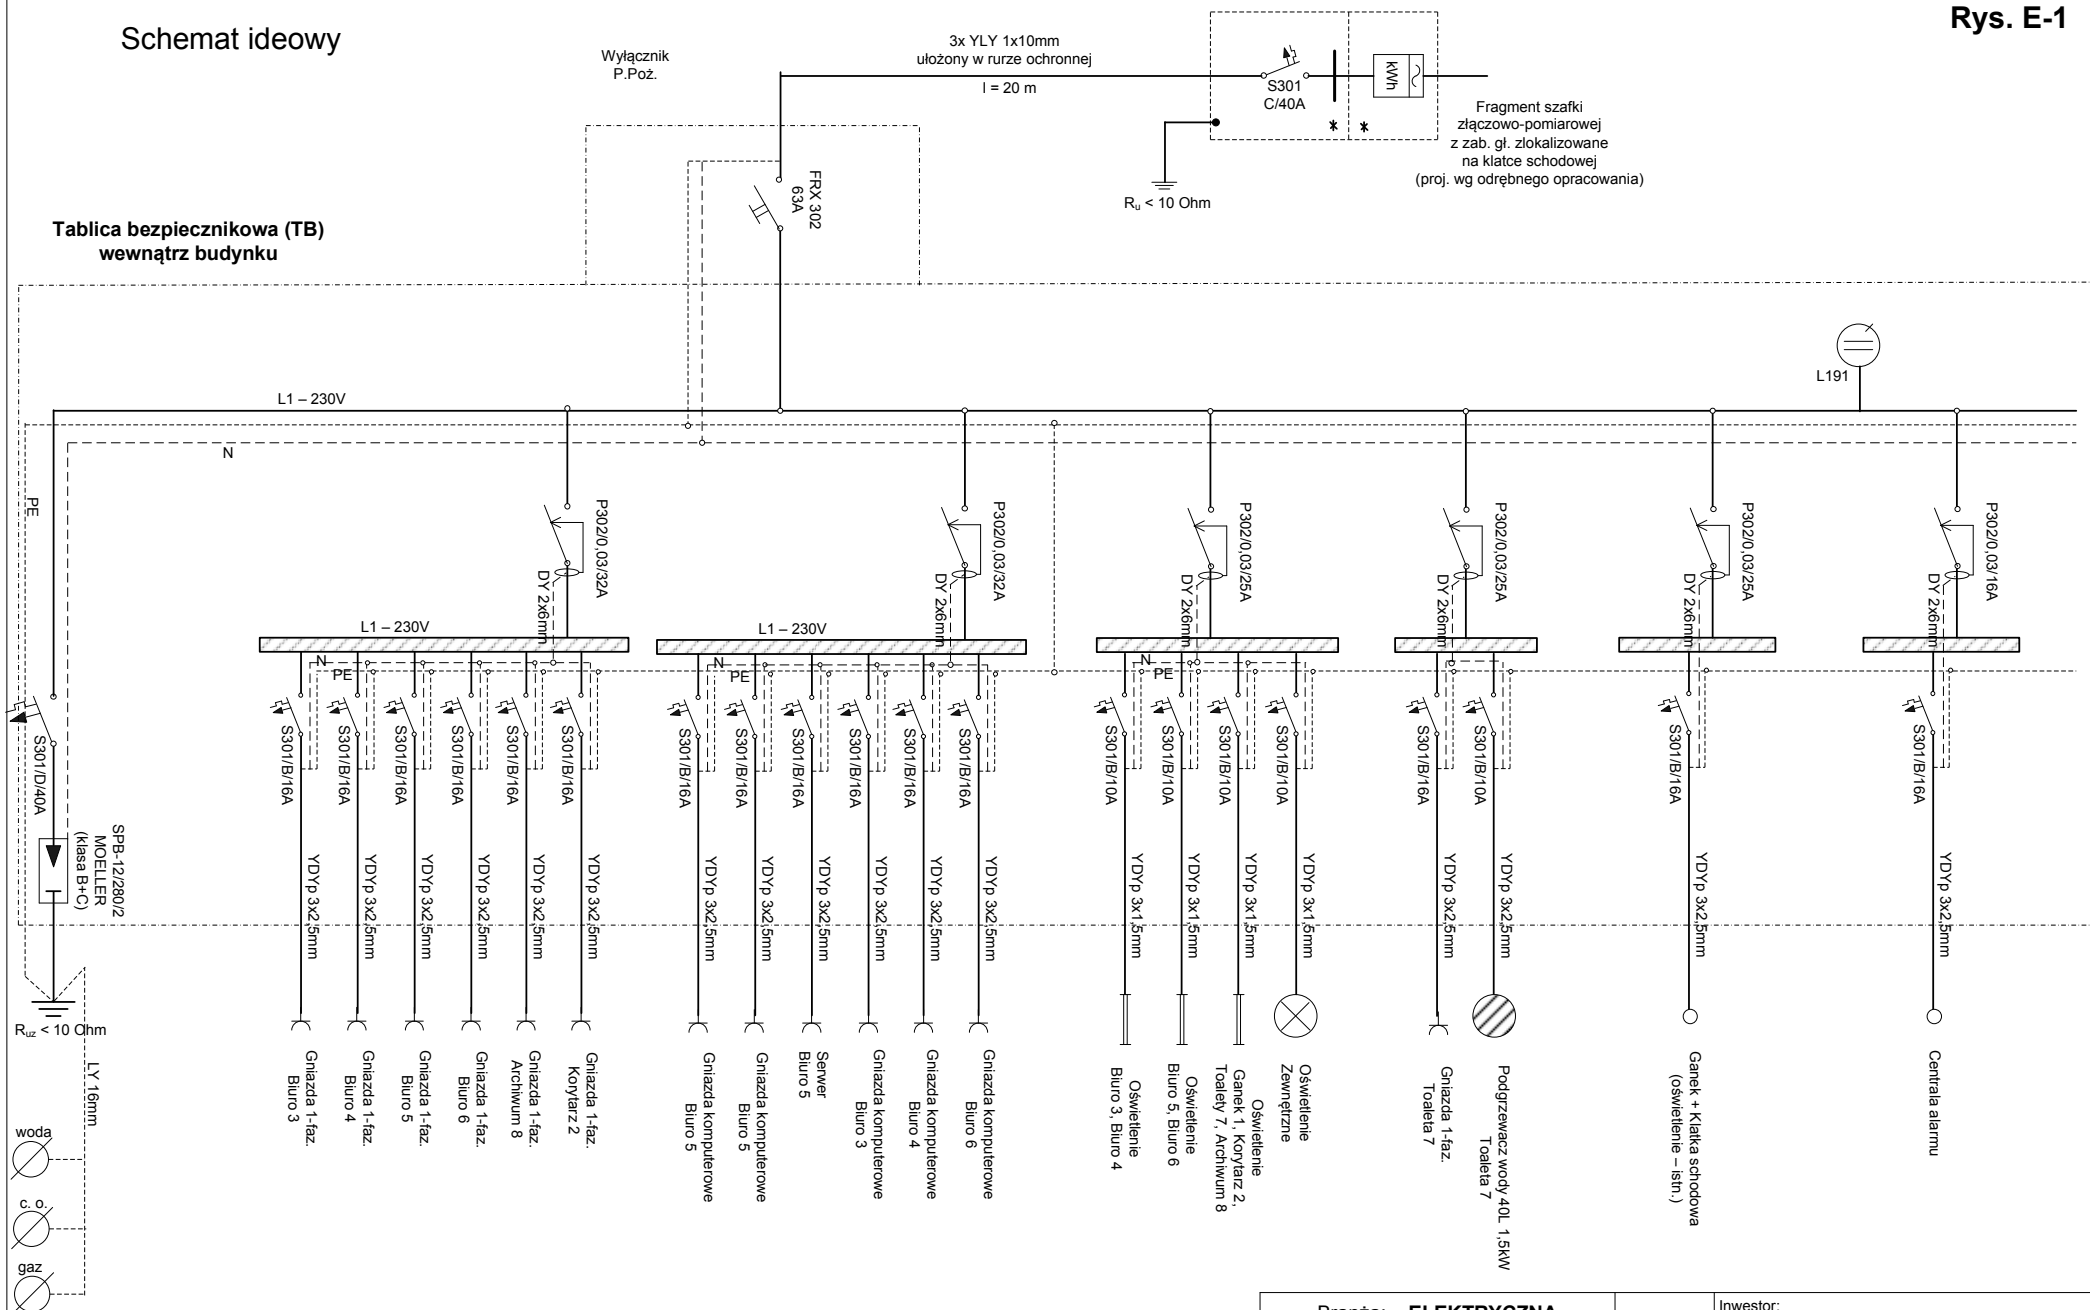 Rys. E-1
Schemat ideowy
Wyłącznik
P.Poż.
3x YLY 1x10mm
ułożony w rurze ochronnej
l = 20 m
S301
C/40A
kWh
Fragment szafki
złączowo-pomiarowej
z zab. gł. zlokalizowane
na klatce schodowej
(proj. wg odrębnego opracowania)
Ru < 10 Ohm
FRX 302
63A
Tablica bezpiecznikowa (TB)
wewnątrz budynku
L191
L1 – 230V
N
PE
P302/0,03/32A
P302/0,03/32A
P302/0,03/25A
P302/0,03/25A
P302/0,03/25A
P302/0,03/16A
DY 2x6mm
DY 2x6mm
DY 2x6mm
DY 2x6mm
DY 2x6mm
DY 2x6mm
L1 – 230V
L1 – 230V
N
PE
N
PE
N
PE
S301/D/40A
S301/B/16A
S301/B/16A
S301/B/16A
S301/B/16A
S301/B/16A
S301/B/16A
S301/B/16A
S301/B/16A
S301/B/16A
S301/B/16A
S301/B/16A
S301/B/16A
S301/B/10A
S301/B/10A
S301/B/10A
S301/B/10A
S301/B/16A
S301/B/10A
S301/B/16A
S301/B/16A
SPB-12/280/2
MOELLER
(klasa B+C)
YDYp 3x2,5mm
YDYp 3x2,5mm
YDYp 3x2,5mm
YDYp 3x2,5mm
YDYp 3x2,5mm
YDYp 3x2,5mm
YDYp 3x2,5mm
YDYp 3x2,5mm
YDYp 3x2,5mm
YDYp 3x2,5mm
YDYp 3x2,5mm
YDYp 3x2,5mm
YDYp 3x1,5mm
YDYp 3x1,5mm
YDYp 3x1,5mm
YDYp 3x1,5mm
YDYp 3x2,5mm
YDYp 3x2,5mm
YDYp 3x2,5mm
YDYp 3x2,5mm
Ruz < 10 Ohm
LY 16mm
Gniazda 1-faz.
Biuro 3
Gniazda 1-faz.
Biuro 4
Gniazda 1-faz.
Biuro 5
Gniazda 1-faz.
Biuro 6
Gniazda 1-faz.
Archiwum 8
Gniazda 1-faz.
Korytarz 2
Gniazda komputerowe
Biuro 5
Gniazda komputerowe
Biuro 5
Serwer
Biuro 5
Gniazda komputerowe
Biuro 3
Gniazda komputerowe
Biuro 4
Gniazda komputerowe
Biuro 6
Oświetlenie
Biuro 3, Biuro 4
Oświetlenie
Biuro 5, Biuro 6
Oświetlenie
Ganek 1, Korytarz 2,
Toalety 7, Archiwum 8
Oświetlenie
Zewnętrzne
Gniazda 1-faz.
Toaleta 7
Podgrzewacz wody 40L 1,5kW
Toaleta 7
Ganek + Klatka schodowa
(oświetlenie – istn.)
Centrala alarmu
woda
c. o.
gaz
Branża: ELEKTRYCZNA
Inwestor: